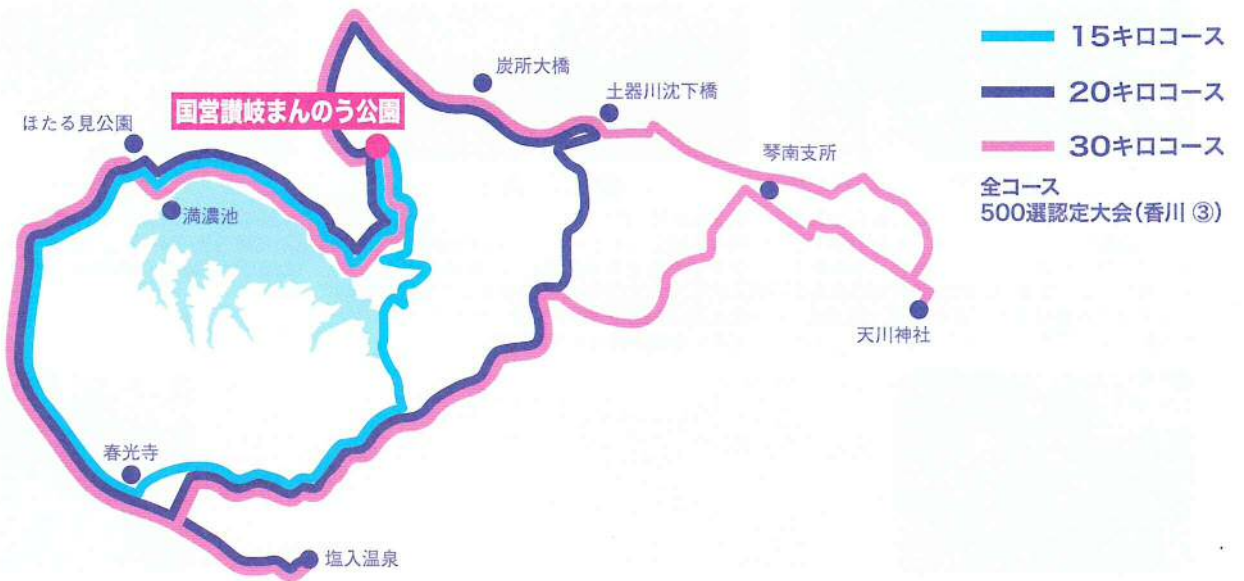 15キロコース
20キロコース
30キロコース
全コース
500選認定大会(香川 ③)
炭所大橋
土器川沈下橋
国営讃岐まんのう公園
ほたる見公園
琴南支所
満濃池
天川神社
春光寺
塩入温泉